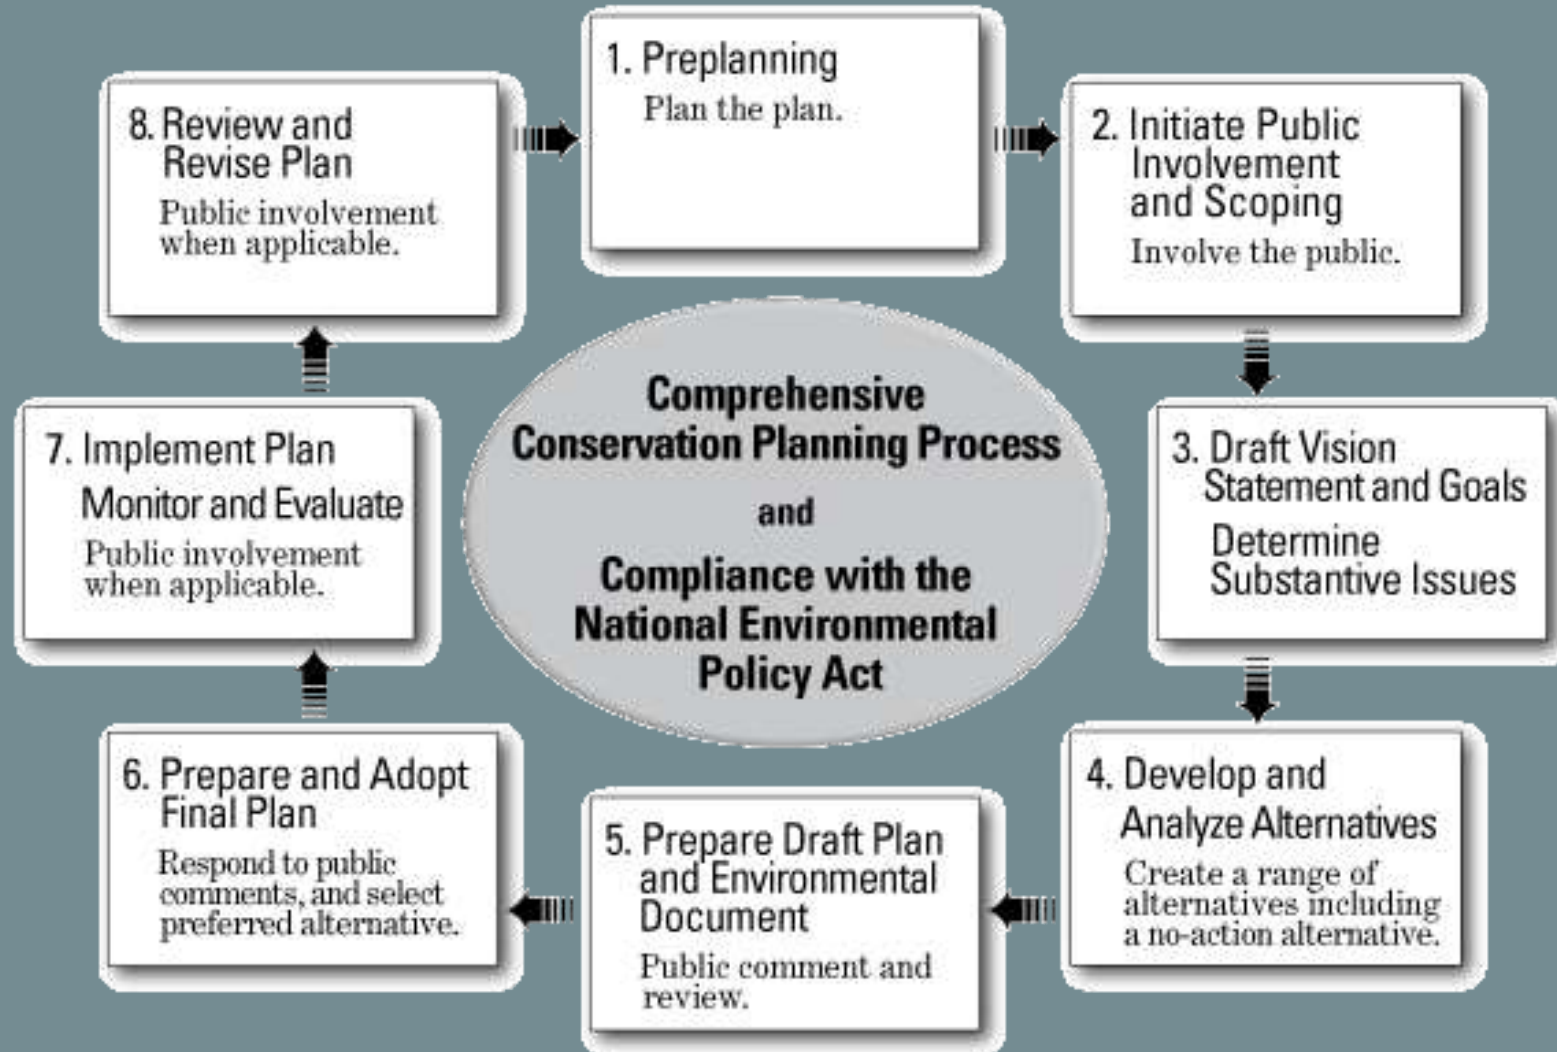 1. Preplanning
Plan the plan.
2. Initiate Public
Involvement
and Scoping
Involve the public.
3. Draft Vision
Statement and Goals
Determine
Substantive Issues
4. Develop and
Analyze Alternatives
Create a range of
alternatives including
a no-action alternative.
5. Prepare Draft Plan
and Environmental
Document
Public comment and
review.
6. Prepare and Adopt
Final Plan
Respond to public
comments, and select
preferred alternative.
7. Implement Plan
Monitor and Evaluate
Public involvement
when applicable.
8. Review and
Revise Plan
Public involvement
when applicable.
Comprehensive
Conservation Planning Process
and
Compliance with the
National Environmental
Policy Act